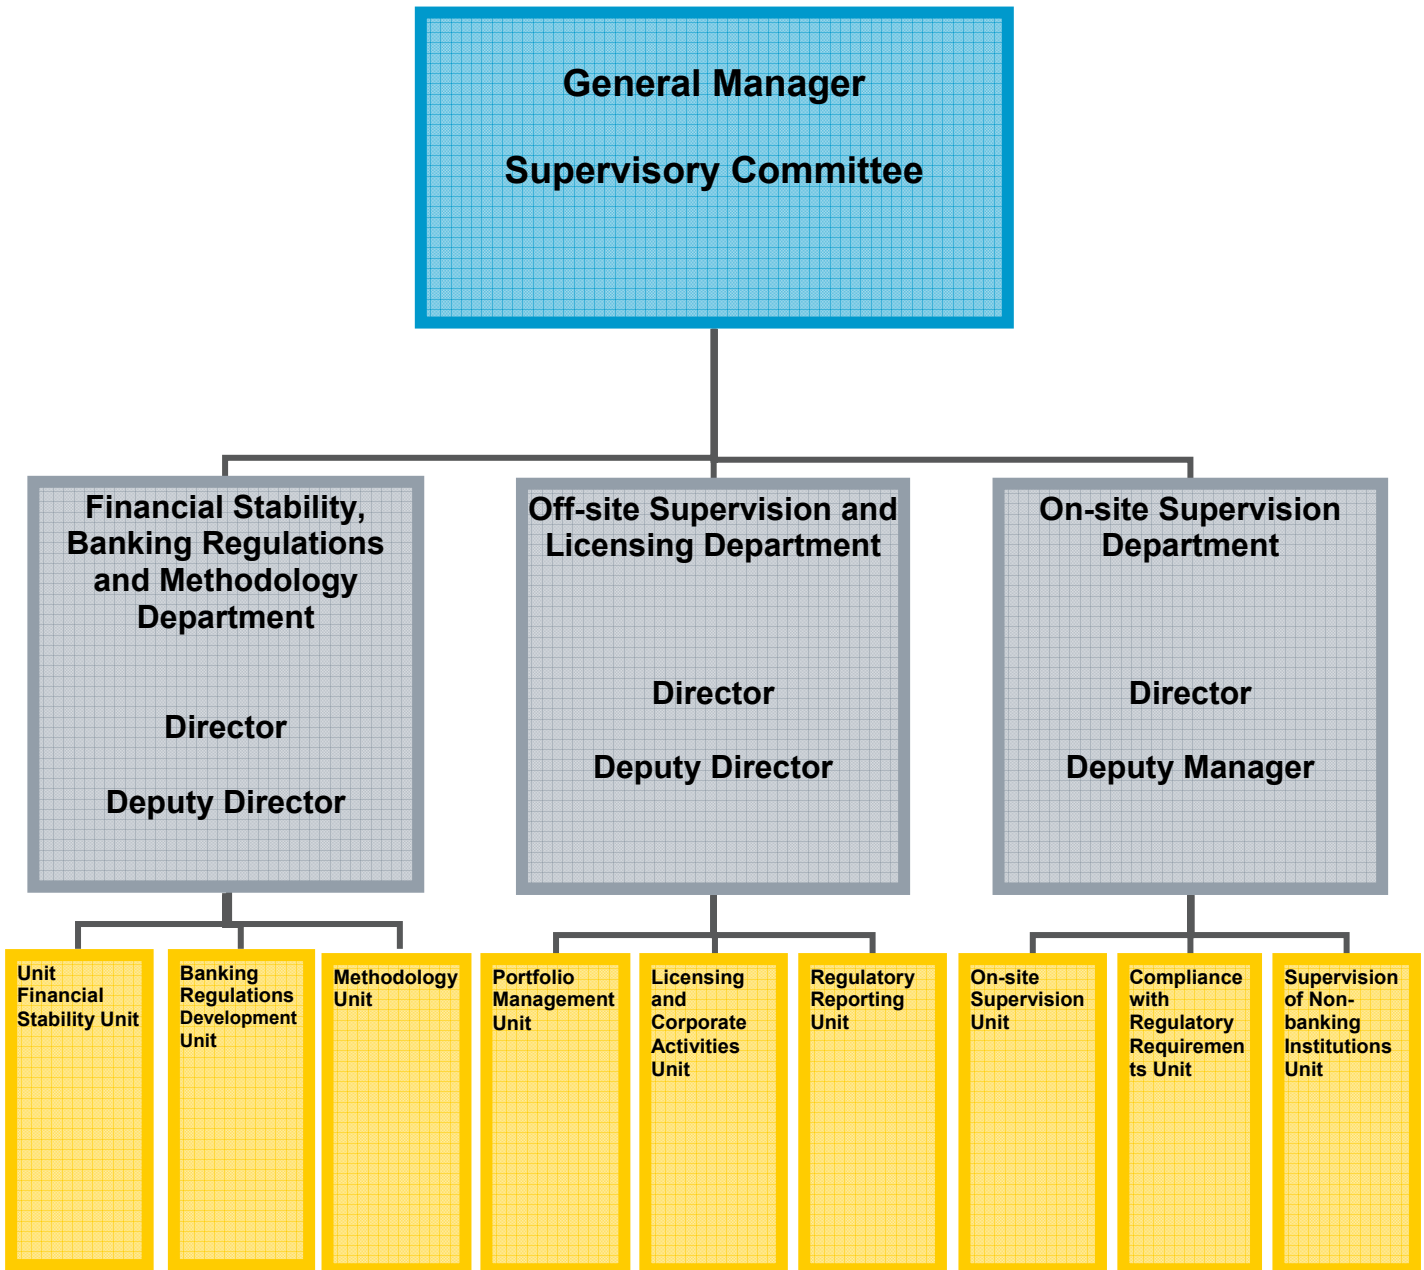 General Manager
Supervisory Committee
Financial Stability,
Banking Regulations
and Methodology
Department
Director
Deputy Director
Off-site Supervision and
Licensing Department
Director
Deputy Director
On-site Supervision
Department
Director
Deputy Manager
Unit
Financial
Stability Unit
Banking
Regulations
Development
Unit
Methodology
Unit
Portfolio
Management
Unit
Licensing
and
Corporate
Activities
Unit
Regulatory
Reporting
Unit
On-site
Supervision
Unit
Compliance
with
Regulatory
Requiremen
ts Unit
Supervision
of Non-
banking
Institutions
Unit